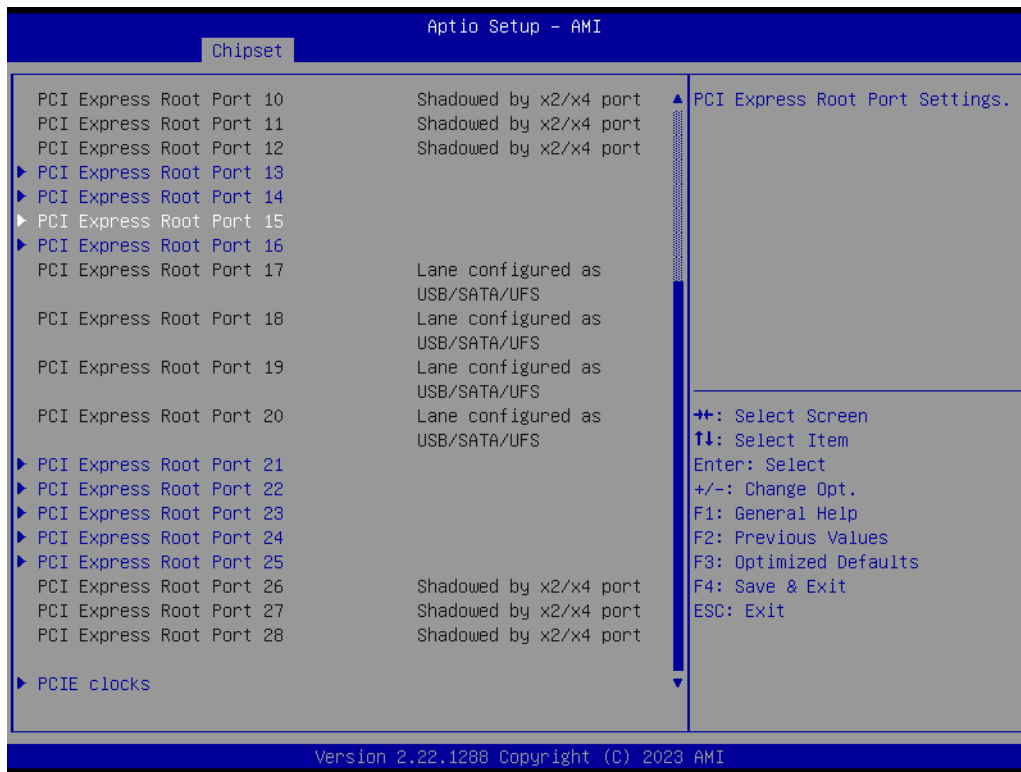 Aptio Setup – AMI
Chipset
PCI Express Root Port 10 Shadowed by x2/x4 port
PCI Express Root Port 11 Shadowed by x2/x4 port
PCI Express Root Port 12 Shadowed by x2/x4 port
PCI Express Root Port 13
PCI Express Root Port 14
PCI Express Root Port 15
PCI Express Root Port 16
PCI Express Root Port 17 Lane configured as
USB/SATA/UFS
PCI Express Root Port 18 Lane configured as
USB/SATA/UFS
PCI Express Root Port 19 Lane configured as
USB/SATA/UFS
PCI Express Root Port 20 Lane configured as
USB/SATA/UFS
PCI Express Root Port 21
PCI Express Root Port 22
PCI Express Root Port 23
PCI Express Root Port 24
PCI Express Root Port 25
PCI Express Root Port 26 Shadowed by x2/x4 port
PCI Express Root Port 27 Shadowed by x2/x4 port
PCI Express Root Port 28 Shadowed by x2/x4 port
PCIE clocks
PCI Express Root Port Settings.
→←: Select Screen
↑↓: Select Item
Enter: Select
+/-: Change Opt.
F1: General Help
F2: Previous Values
F3: Optimized Defaults
F4: Save & Exit
ESC: Exit
Version 2.22.1288 Copyright (C) 2023 AMI